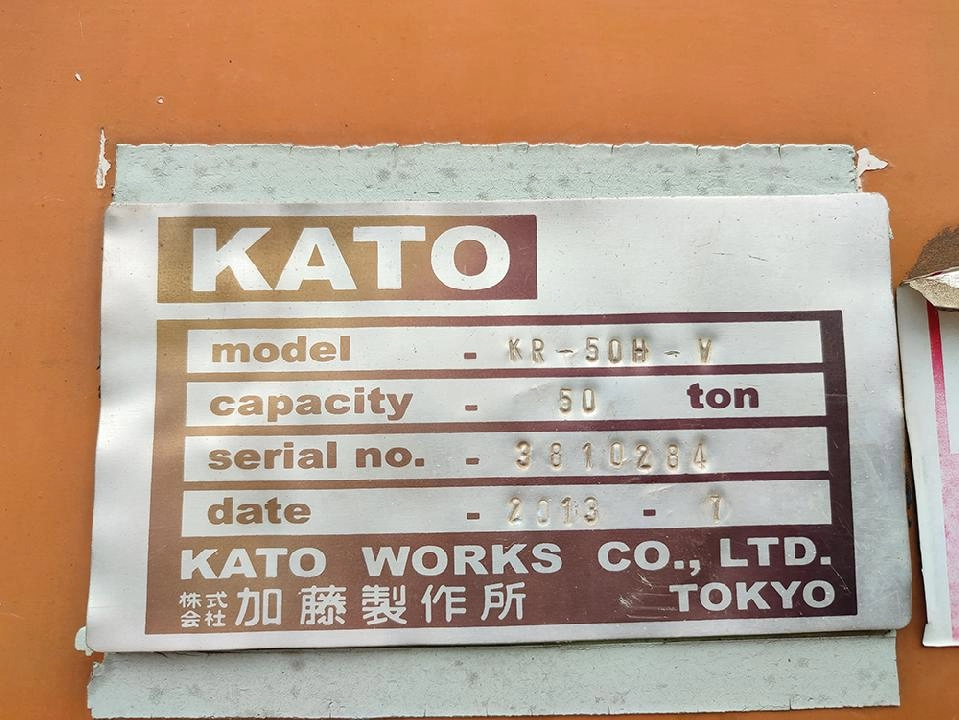 KATO
model - KR-50H-V
capacity - 50 ton
serial no. - 3810284
date - 2013 - 7
KATO WORKS CO., LTD.
株式会社 加藤製作所 TOKYO